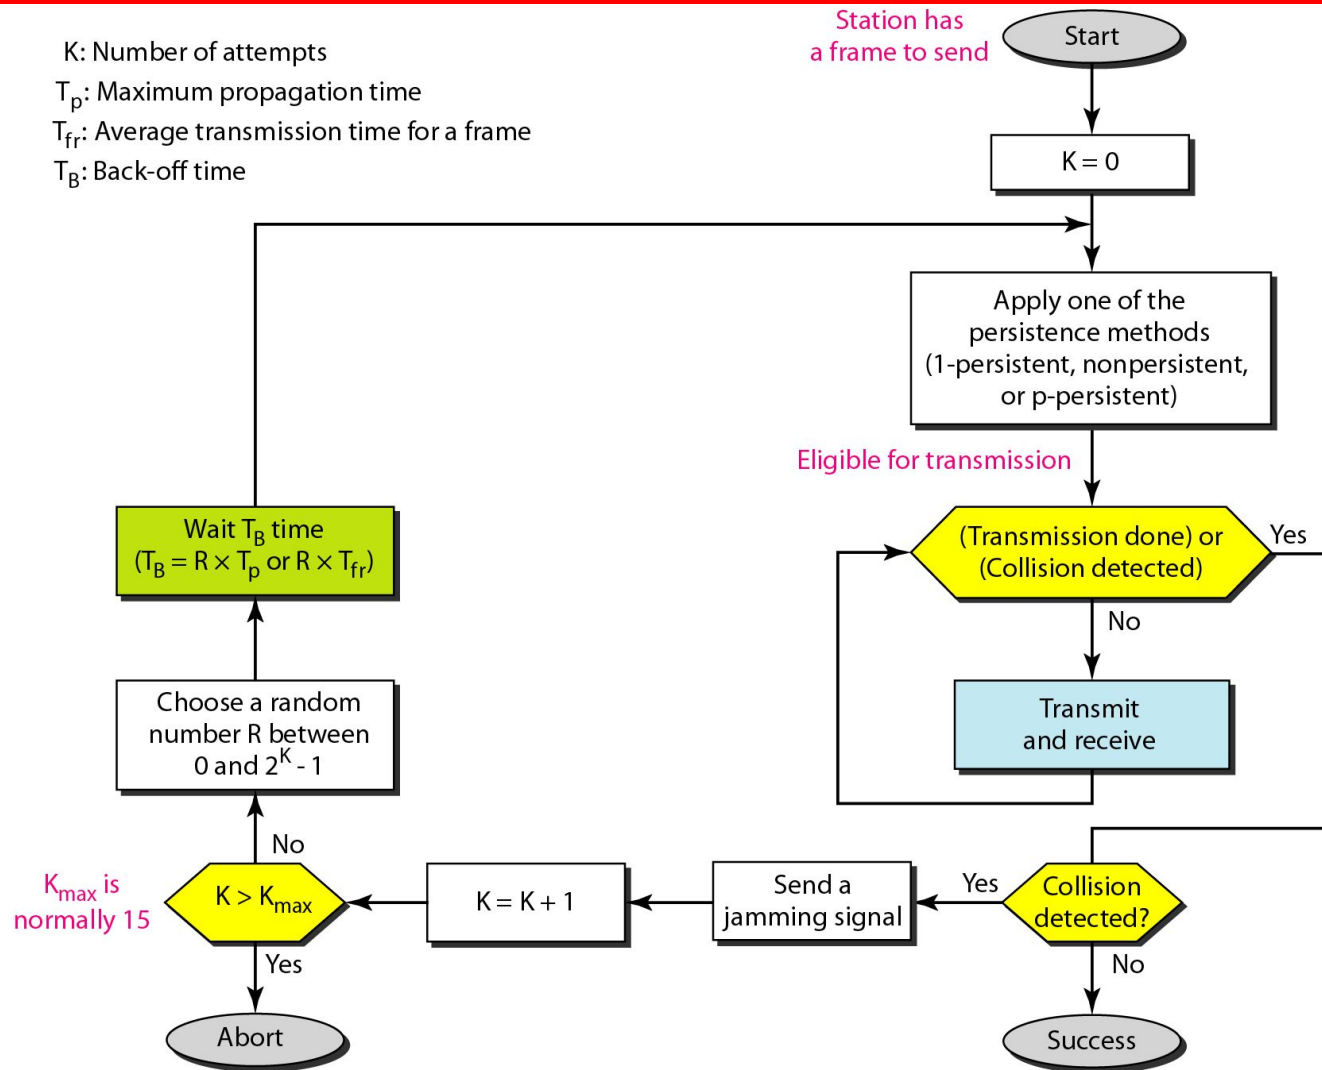 K: Number of attempts
Tp: Maximum propagation time
Tfr: Average transmission time for a frame
TB: Back-off time
Station has
a frame to send
Start
K = 0
Apply one of the
persistence methods
(1-persistent, nonpersistent,
or p-persistent)
Eligible for transmission
(Transmission done) or
(Collision detected)
Yes
No
Transmit
and receive
Collision
detected?
Yes
No
Success
Send a
jamming signal
K = K + 1
K > Kmax
Kmax is
normally 15
Yes
Abort
No
Choose a random
number R between
0 and 2^K - 1
Wait TB time
(TB = R × Tp or R × Tfr)